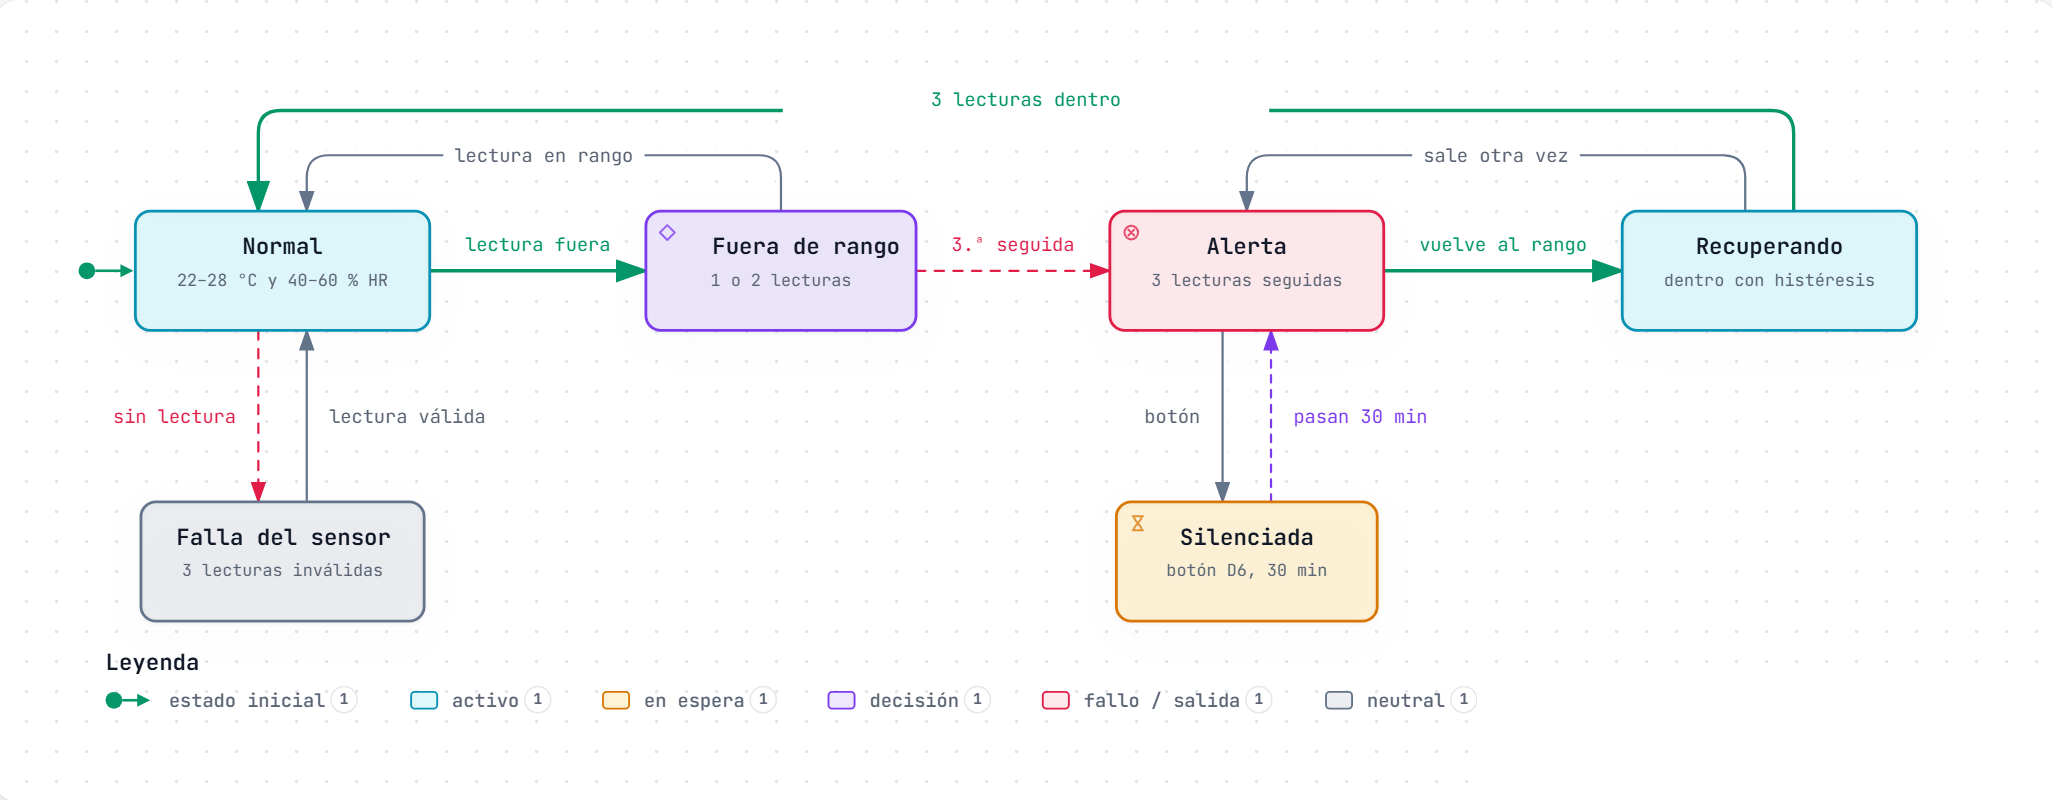 3 lecturas dentro
lectura en rango
sale otra vez
Normal
22–28 °C y 40–60 % HR
lectura fuera
Fuera de rango
1 o 2 lecturas
3.ª seguida
Alerta
3 lecturas seguidas
vuelve al rango
Recuperando
dentro con histéresis
sin lectura
lectura válida
botón
pasan 30 min
Falla del sensor
3 lecturas inválidas
Silenciada
botón D6, 30 min
Leyenda
estado inicial 1
activo 1
en espera 1
decisión 1
fallo / salida 1
neutral 1